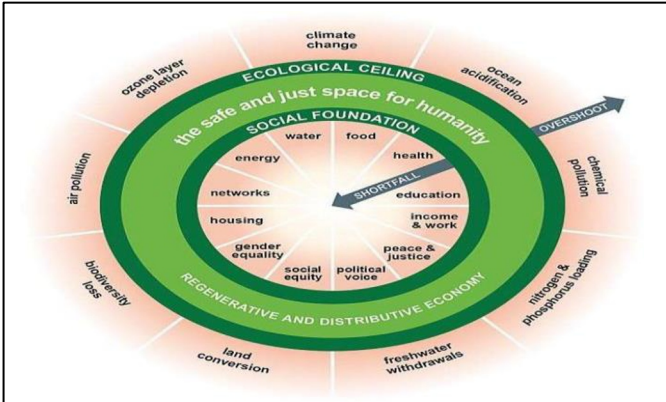 climate
change
ocean
acidification
chemical
pollution
nitrogen &
phosphorus loading
freshwater
withdrawals
land
conversion
biodiversity
loss
air pollution
ozone layer
depletion
ECOLOGICAL CEILING
the safe and just space for humanity
SOCIAL FOUNDATION
OVERSHOOT
SHORTFALL
water
food
health
education
income
& work
peace &
justice
political
voice
social
equity
gender
equality
housing
networks
energy
REGENERATIVE AND DISTRIBUTIVE ECONOMY